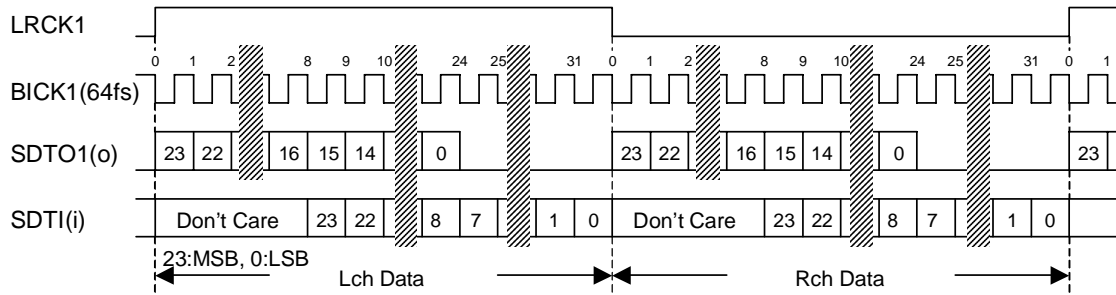 LRCK1
0 1 2 8 9 10 24 25 31 0 1 2 8 9 10 24 25 31 0 1
BICK1(64fs)
SDTO1(o) 23 22 16 15 14 0 23 22 16 15 14 0 23
SDTI(i) Don't Care 23 22 8 7 1 0 Don't Care 23 22 8 7 1 0
23:MSB, 0:LSB
Lch Data Rch Data